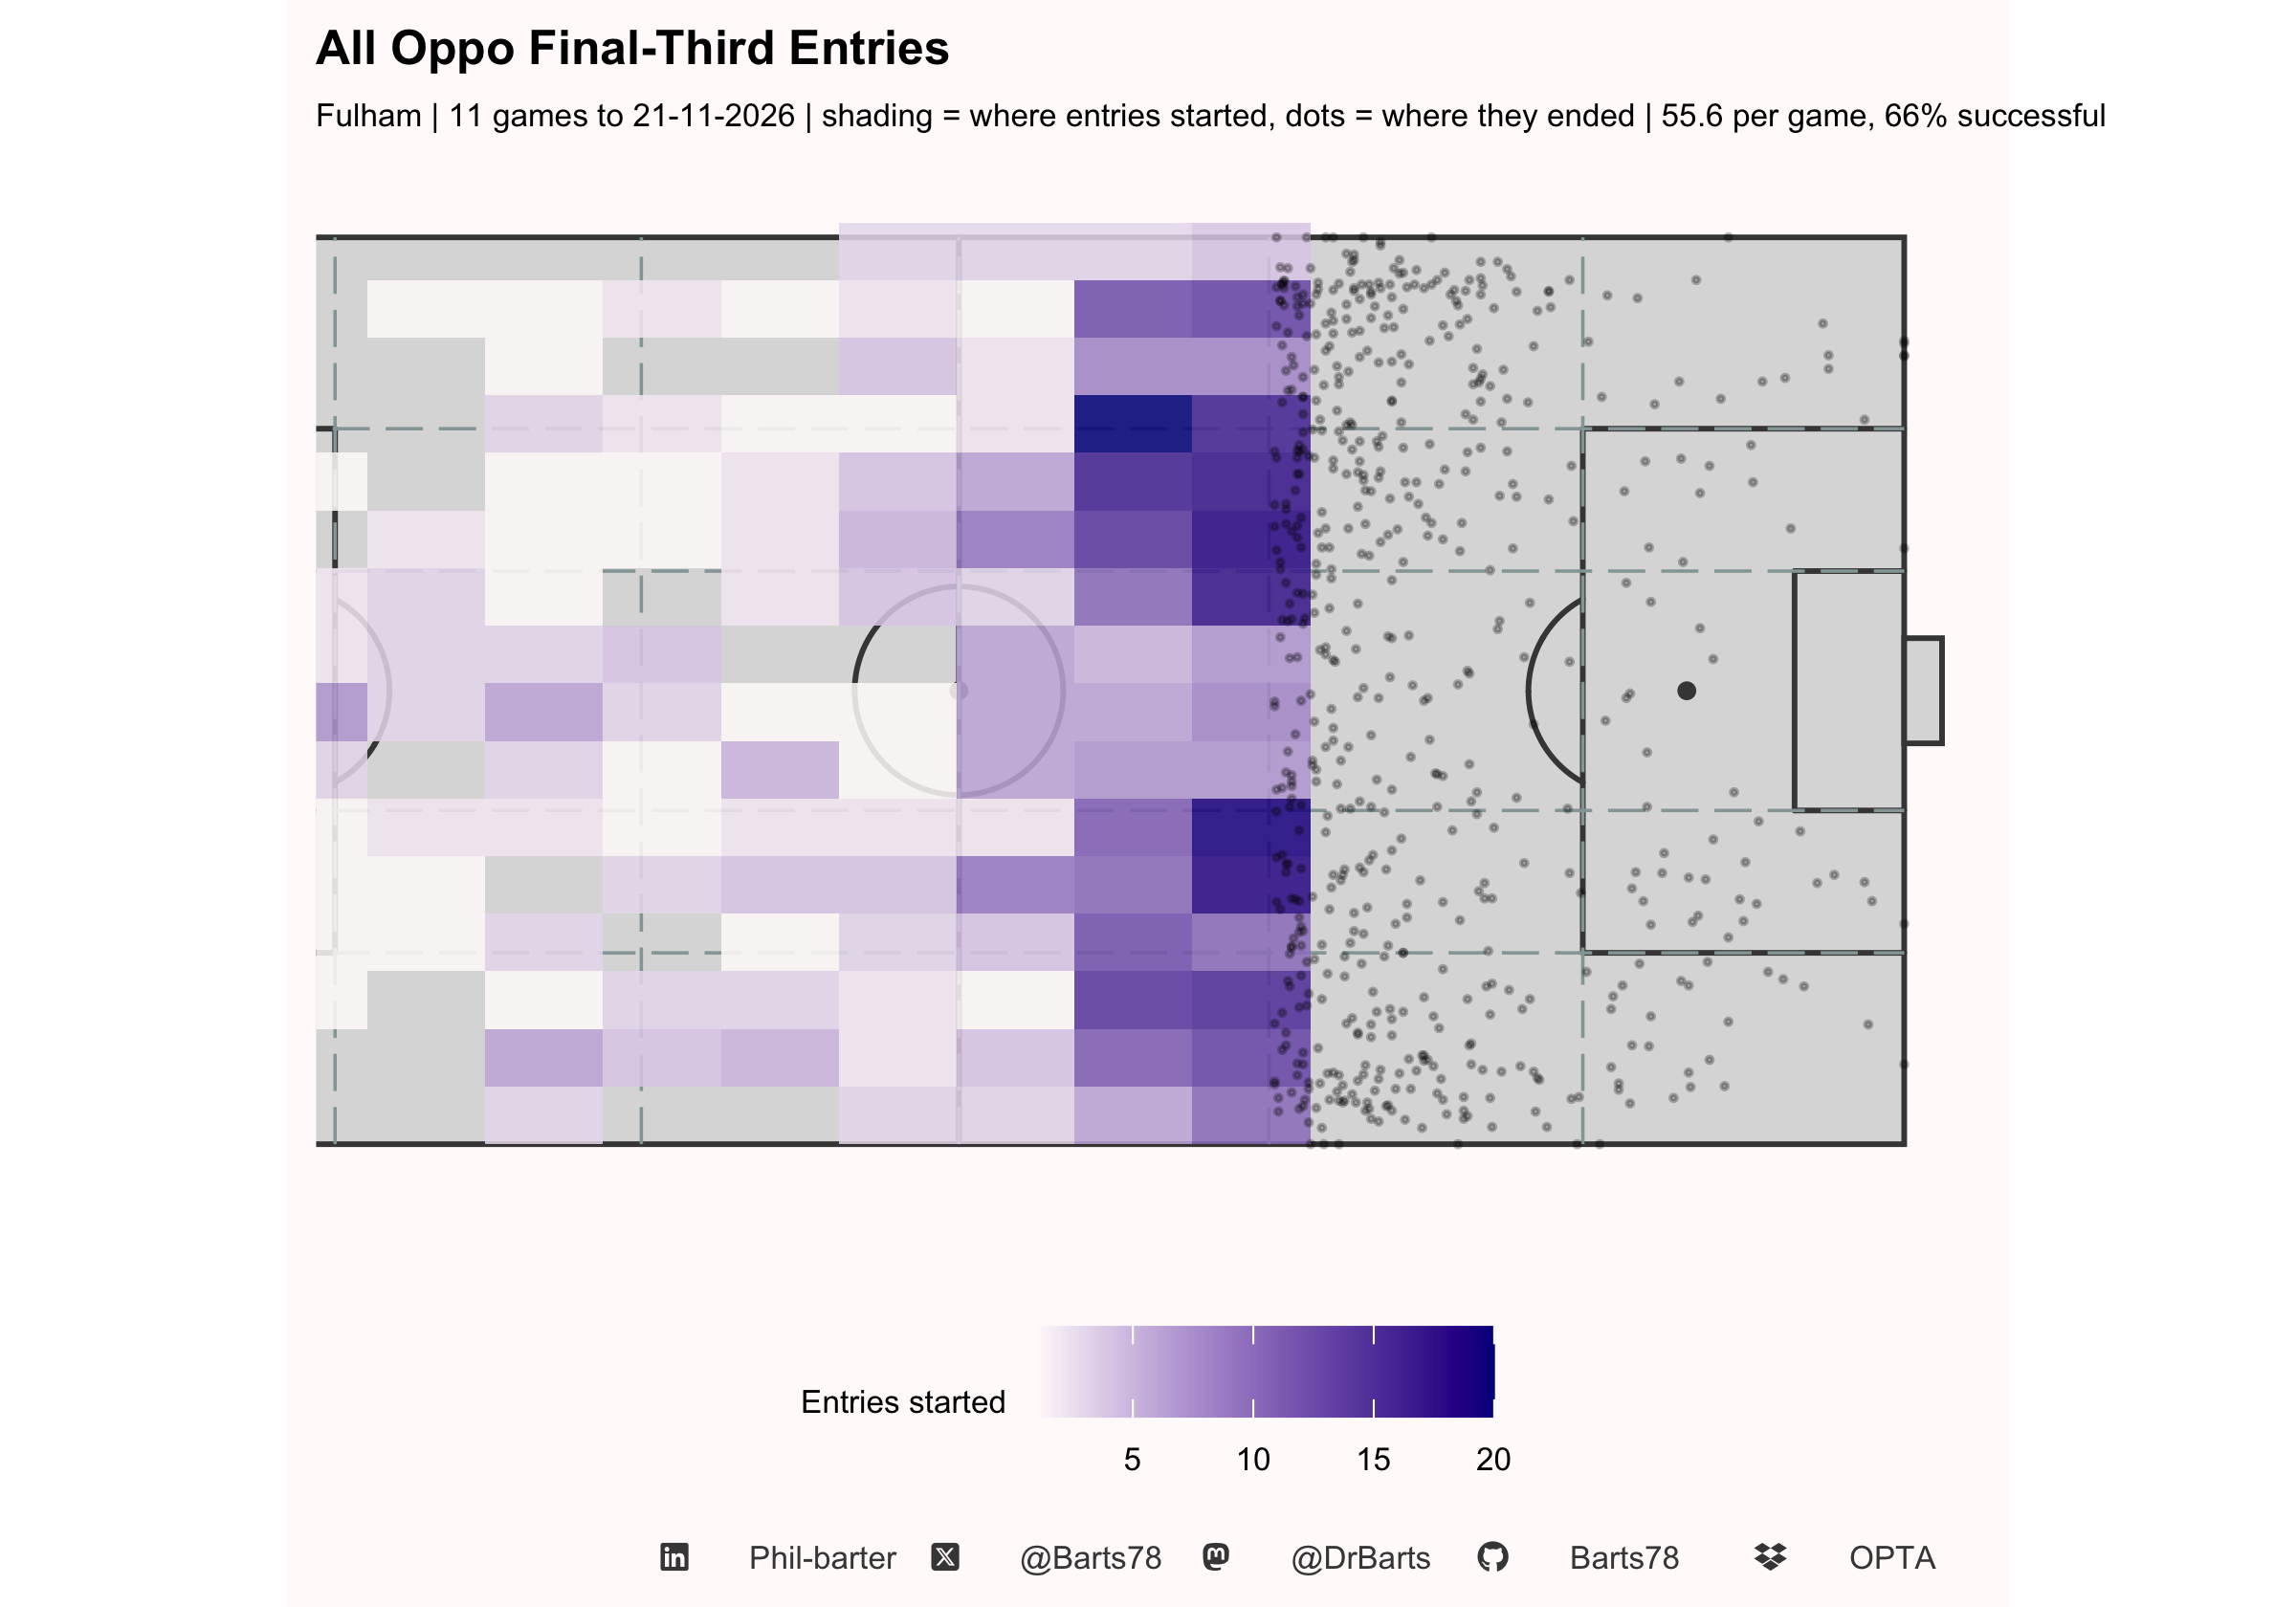 All Oppo Final-Third Entries
Fulham | 11 games to 21-11-2026 | shading = where entries started, dots = where they ended | 55.6 per game, 66% successful
Entries started
5 10 15 20
Phil-barter @Barts78 @DrBarts Barts78 OPTA